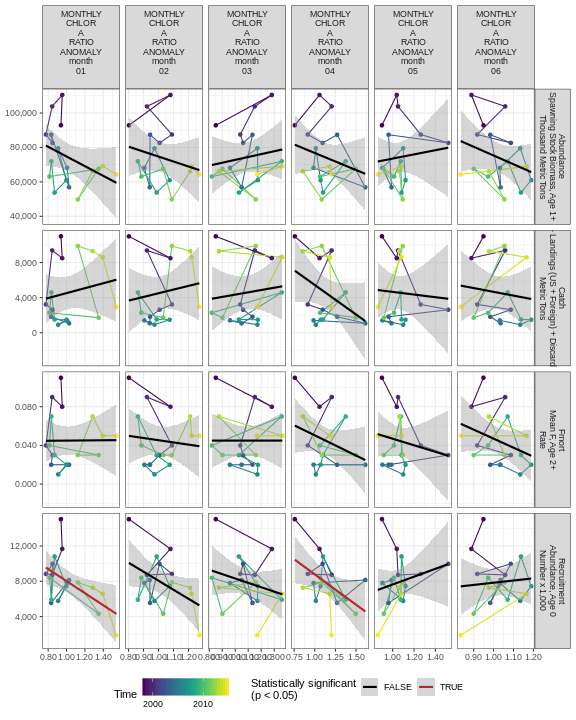 MONTHLY
CHLOR
A
RATIO
ANOMALY
month
01
MONTHLY
CHLOR
A
RATIO
ANOMALY
month
02
MONTHLY
CHLOR
A
RATIO
ANOMALY
month
03
MONTHLY
CHLOR
A
RATIO
ANOMALY
month
04
MONTHLY
CHLOR
A
RATIO
ANOMALY
month
05
MONTHLY
CHLOR
A
RATIO
ANOMALY
month
06
100,000
80,000
60,000
40,000
Abundance
Spawning Stock Biomass, Age 1+
Thousand Metric Tons
8,000
4,000
0
Catch
Landings (US + Foreign) + Discard
Metric Tons
0.080
0.040
0.000
Fmort
Mean F, Age 2+
Rate
12,000
8,000
4,000
Recruitment
Abundance, Age 0
Number x 1,000
0.80 1.00 1.20 1.40
0.80 0.90 1.00 1.10 1.20
1.00 1.10 1.20 1.30
0.75 1.00 1.25 1.50
1.00 1.20 1.40
0.90 1.00 1.10 1.20
Time
2000 2010
Statistically significant
(p < 0.05)
FALSE
TRUE